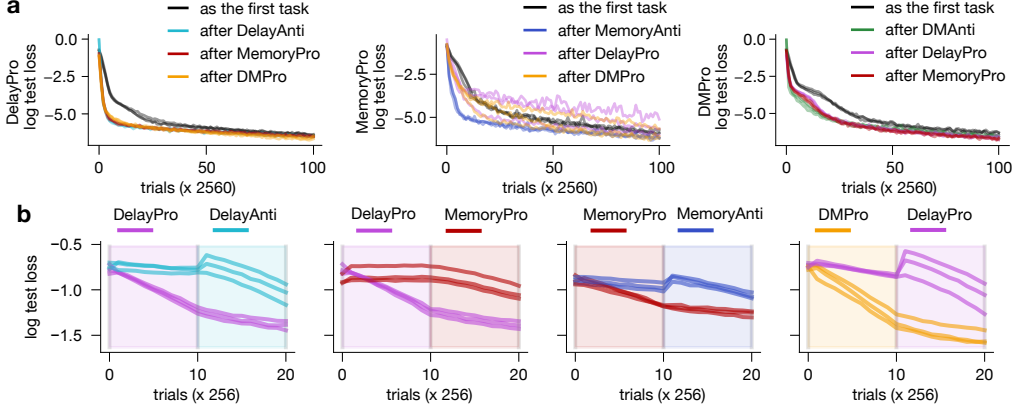 a
DelayPro
log test loss
0.0
−2.5
−5.0
0
50
100
trials (x 2560)
as the first task
after DelayAnti
after MemoryPro
after DMPro
MemoryPro
log test loss
−2.5
−5.0
0
50
100
trials (x 2560)
as the first task
after MemoryAnti
after DelayPro
after DMPro
DMPro
log test loss
0.0
−2.5
−5.0
0
50
100
trials (x 2560)
as the first task
after DMAnti
after DelayPro
after MemoryPro
b
log test loss
−0.5
−1.0
−1.5
DelayPro
DelayAnti
0
10
20
trials (x 256)
DelayPro
MemoryPro
0
10
20
trials (x 256)
MemoryPro
MemoryAnti
0
10
20
trials (x 256)
DMPro
DelayPro
0
10
20
trials (x 256)